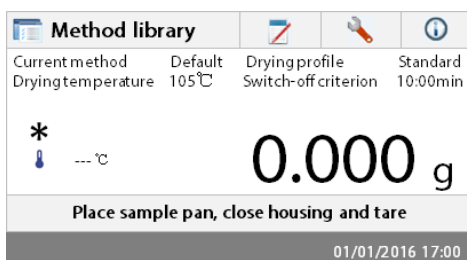 Method library
Current method Default Drying profile Standard
Drying temperature 105℃ Switch-off criterion 10:00min
*
--- ℃
0.000 g
Place sample pan, close housing and tare
01/01/2016 17:00